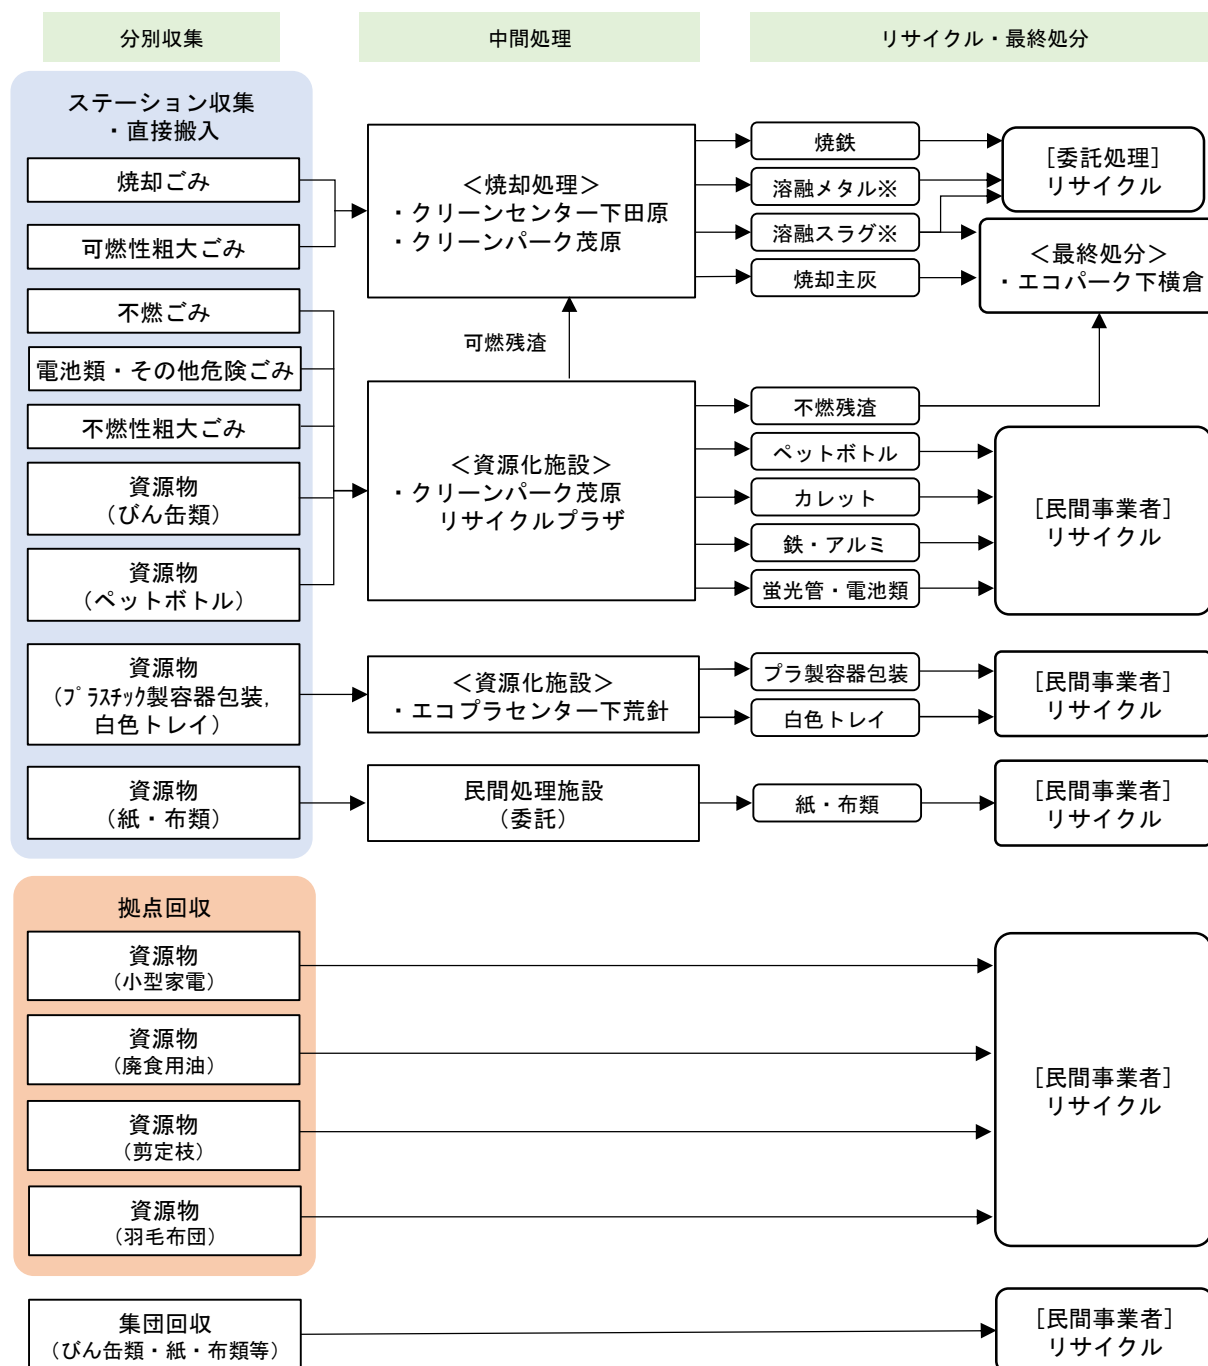 分別収集
中間処理
リサイクル・最終処分
ステーション収集
・直接搬入
焼却ごみ
可燃性粗大ごみ
不燃ごみ
電池類・その他危険ごみ
不燃性粗大ごみ
資源物
（びん缶類）
資源物
（ペットボトル）
資源物
（プラスチック製容器包装,
白色トレイ）
資源物
（紙・布類）
＜焼却処理＞
・クリーンセンター下田原
・クリーンパーク茂原
可燃残渣
＜資源化施設＞
・クリーンパーク茂原
リサイクルプラザ
＜資源化施設＞
・エコプラセンター下荒針
民間処理施設
（委託）
焼鉄
溶融メタル※
溶融スラグ※
焼却主灰
不燃残渣
ペットボトル
カレット
鉄・アルミ
蛍光管・電池類
プラ製容器包装
白色トレイ
紙・布類
［委託処理］
リサイクル
＜最終処分＞
・エコパーク下横倉
［民間事業者］
リサイクル
［民間事業者］
リサイクル
［民間事業者］
リサイクル
拠点回収
資源物
（小型家電）
資源物
（廃食用油）
資源物
（剪定枝）
資源物
（羽毛布団）
［民間事業者］
リサイクル
集団回収
（びん缶類・紙・布類等）
［民間事業者］
リサイクル